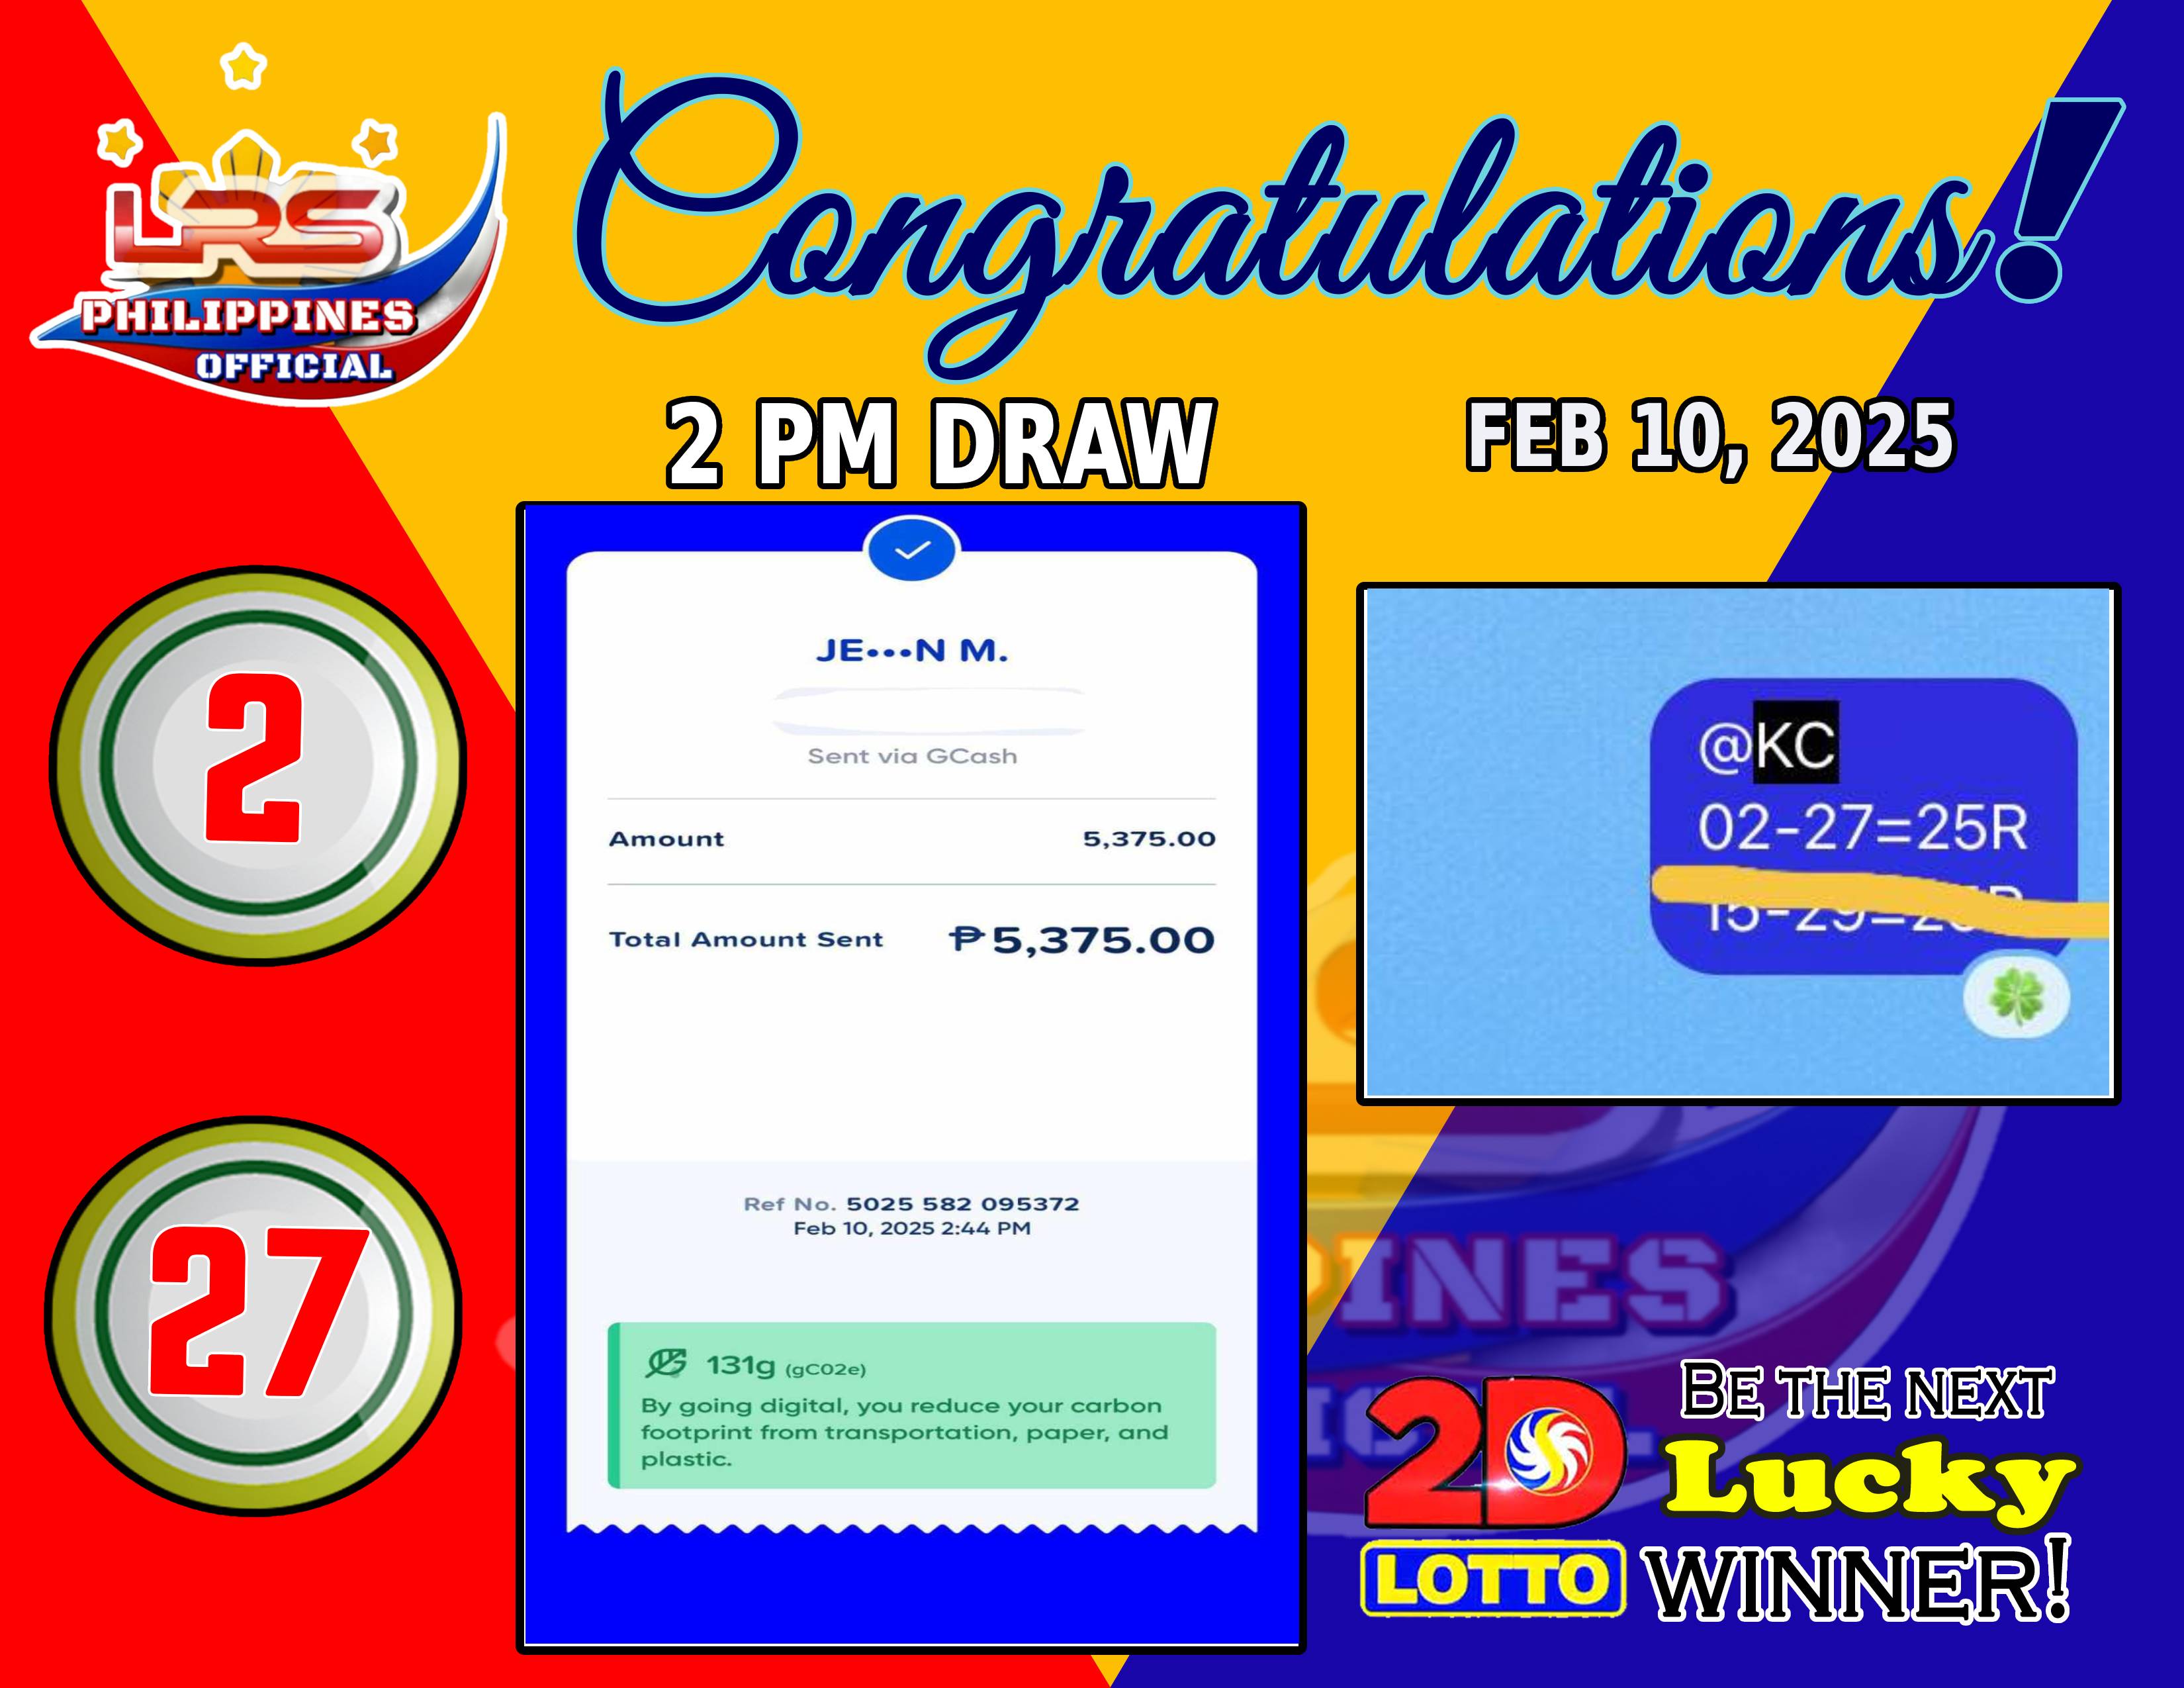 LRS
PHILIPPINES
OFFICIAL
Congratulations!
2 PM DRAW
FEB 10, 2025
2
27
JE•••N M.
Sent via GCash
Amount 5,375.00
Total Amount Sent ₱5,375.00
Ref No. 5025 582 095372
Feb 10, 2025 2:44 PM
131g (gCO2e)
By going digital, you reduce your carbon
footprint from transportation, paper, and
plastic.
@KC
02-27=25R
PINES
2D
LOTTO
BE THE NEXT
Lucky
WINNER!